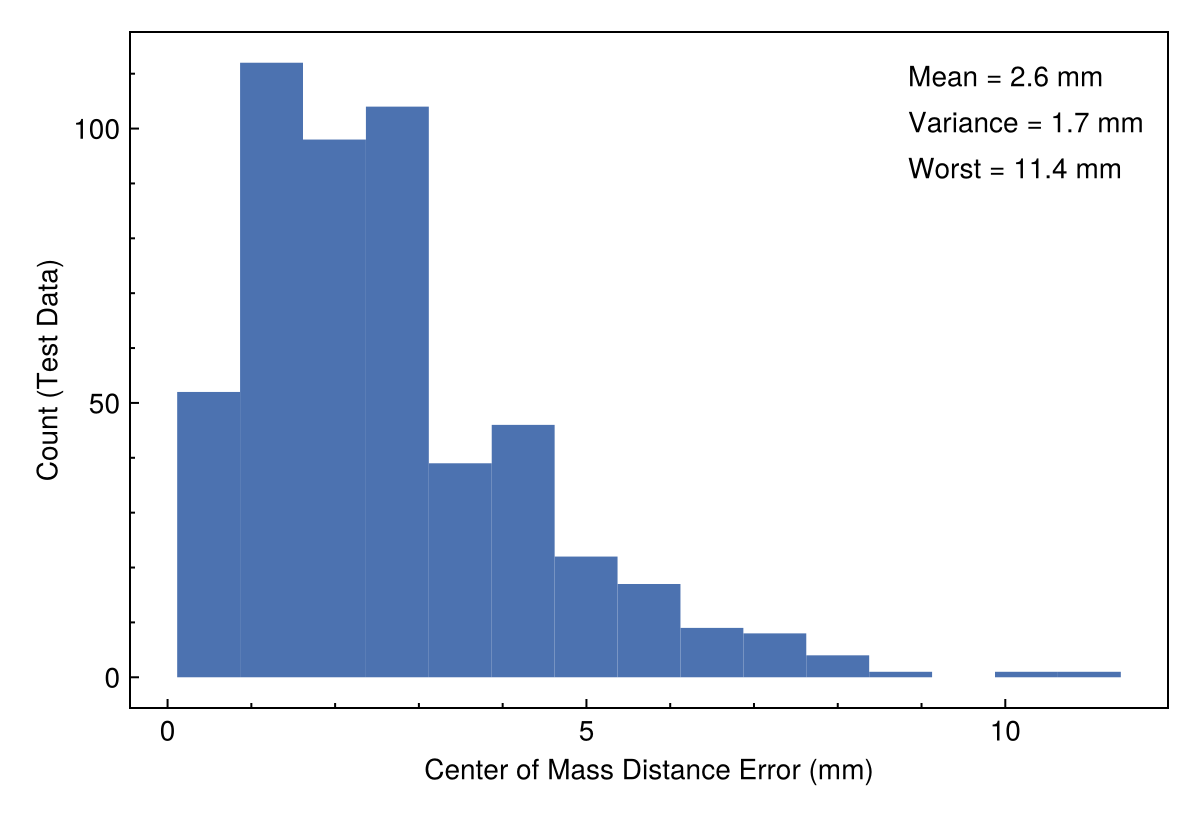 Mean = 2.6 mm
Variance = 1.7 mm
Worst = 11.4 mm
100
50
0
Count (Test Data)
0 5 10
Center of Mass Distance Error (mm)